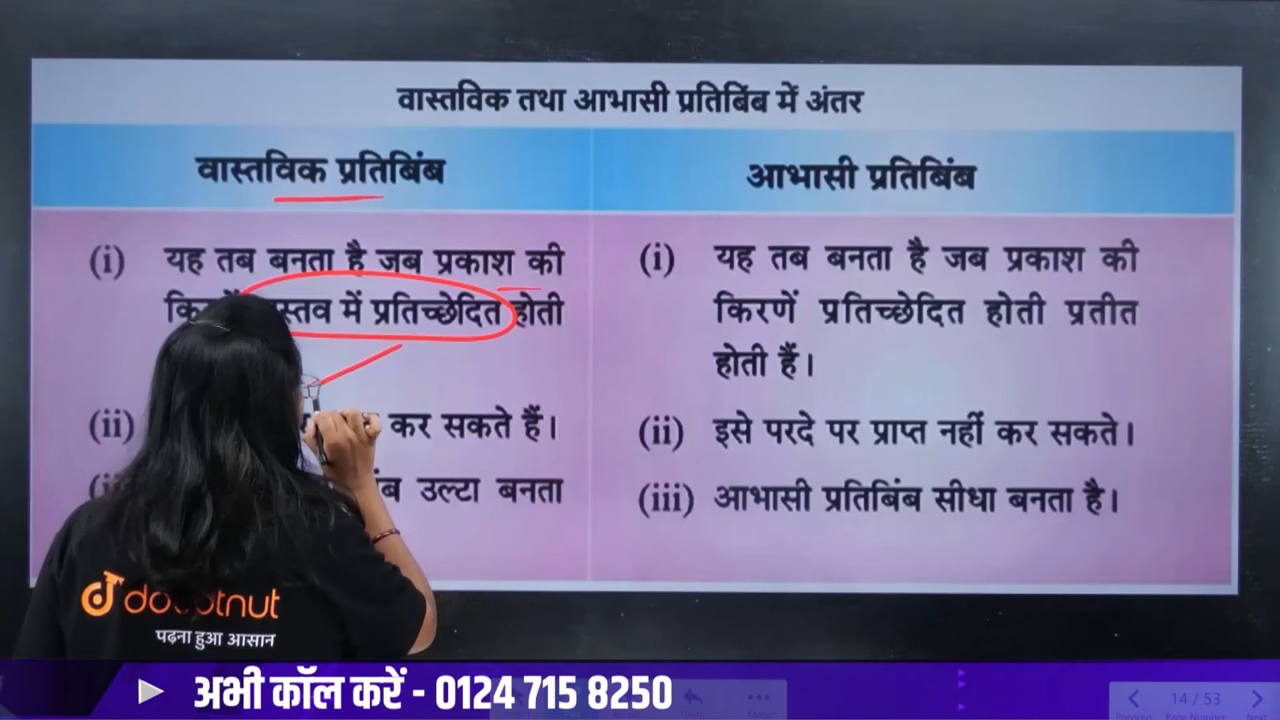 वास्तविक तथा आभासी प्रतिबिंब में अंतर
वास्तविक प्रतिबिंब
(i) यह तब बनता है जब प्रकाश की
में प्रतिच्छेदित होती
(ii) कर सकते हैं।
उल्टा बनता
आभासी प्रतिबिंब
(i) यह तब बनता है जब प्रकाश की
किरणें प्रतिच्छेदित होती प्रतीत
होती हैं।
(ii) इसे परदे पर प्राप्त नहीं कर सकते।
(iii) आभासी प्रतिबिंब सीधा बनता है।
doubtnut
पढ़ना हुआ आसान
अभी कॉल करें - 0124 715 8250
14 / 53